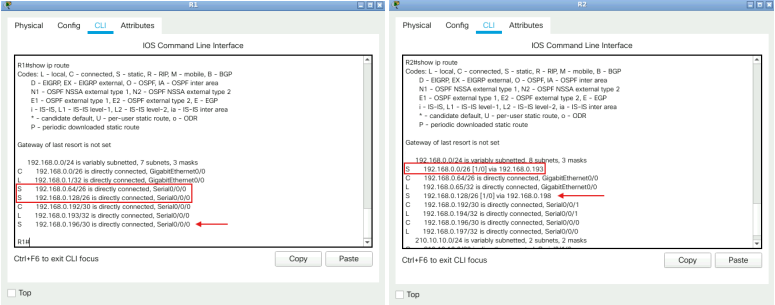 R1
Physical Config CLI Attributes
IOS Command Line Interface
R1#show ip route
Codes: L - local, C - connected, S - static, R - RIP, M - mobile, B - BGP
D - EIGRP, EX - EIGRP external, O - OSPF, IA - OSPF inter area
N1 - OSPF NSSA external type 1, N2 - OSPF NSSA external type 2
E1 - OSPF external type 1, E2 - OSPF external type 2, E - EGP
i - IS-IS, L1 - IS-IS level-1, L2 - IS-IS level-2, ia - IS-IS inter area
* - candidate default, U - per-user static route, o - ODR
P - periodic downloaded static route
Gateway of last resort is not set
192.168.0.0/24 is variably subnetted, 7 subnets, 3 masks
C 192.168.0.0/26 is directly connected, GigabitEthernet0/0
L 192.168.0.1/32 is directly connected, GigabitEthernet0/0
S 192.168.0.64/26 is directly connected, Serial0/0/0
S 192.168.0.128/26 is directly connected, Serial0/0/0
C 192.168.0.192/30 is directly connected, Serial0/0/0
L 192.168.0.193/32 is directly connected, Serial0/0/0
S 192.168.0.196/30 is directly connected, Serial0/0/0
R1#
Ctrl+F6 to exit CLI focus
Copy Paste
Top
R2
Physical Config CLI Attributes
IOS Command Line Interface
R2#show ip route
Codes: L - local, C - connected, S - static, R - RIP, M - mobile, B - BGP
D - EIGRP, EX - EIGRP external, O - OSPF, IA - OSPF inter area
N1 - OSPF NSSA external type 1, N2 - OSPF NSSA external type 2
E1 - OSPF external type 1, E2 - OSPF external type 2, E - EGP
i - IS-IS, L1 - IS-IS level-1, L2 - IS-IS level-2, ia - IS-IS inter area
* - candidate default, U - per-user static route, o - ODR
P - periodic downloaded static route
Gateway of last resort is not set
192.168.0.0/24 is variably subnetted, 8 subnets, 3 masks
S 192.168.0.0/26 [1/0] via 192.168.0.193
C 192.168.0.64/26 is directly connected, GigabitEthernet0/0
L 192.168.0.65/32 is directly connected, GigabitEthernet0/0
S 192.168.0.128/26 [1/0] via 192.168.0.198
C 192.168.0.192/30 is directly connected, Serial0/0/1
L 192.168.0.194/32 is directly connected, Serial0/0/1
C 192.168.0.196/30 is directly connected, Serial0/0/0
L 192.168.0.197/32 is directly connected, Serial0/0/0
210.10.10.0/24 is variably subnetted, 2 subnets, 2 masks
Ctrl+F6 to exit CLI focus
Copy Paste
Top